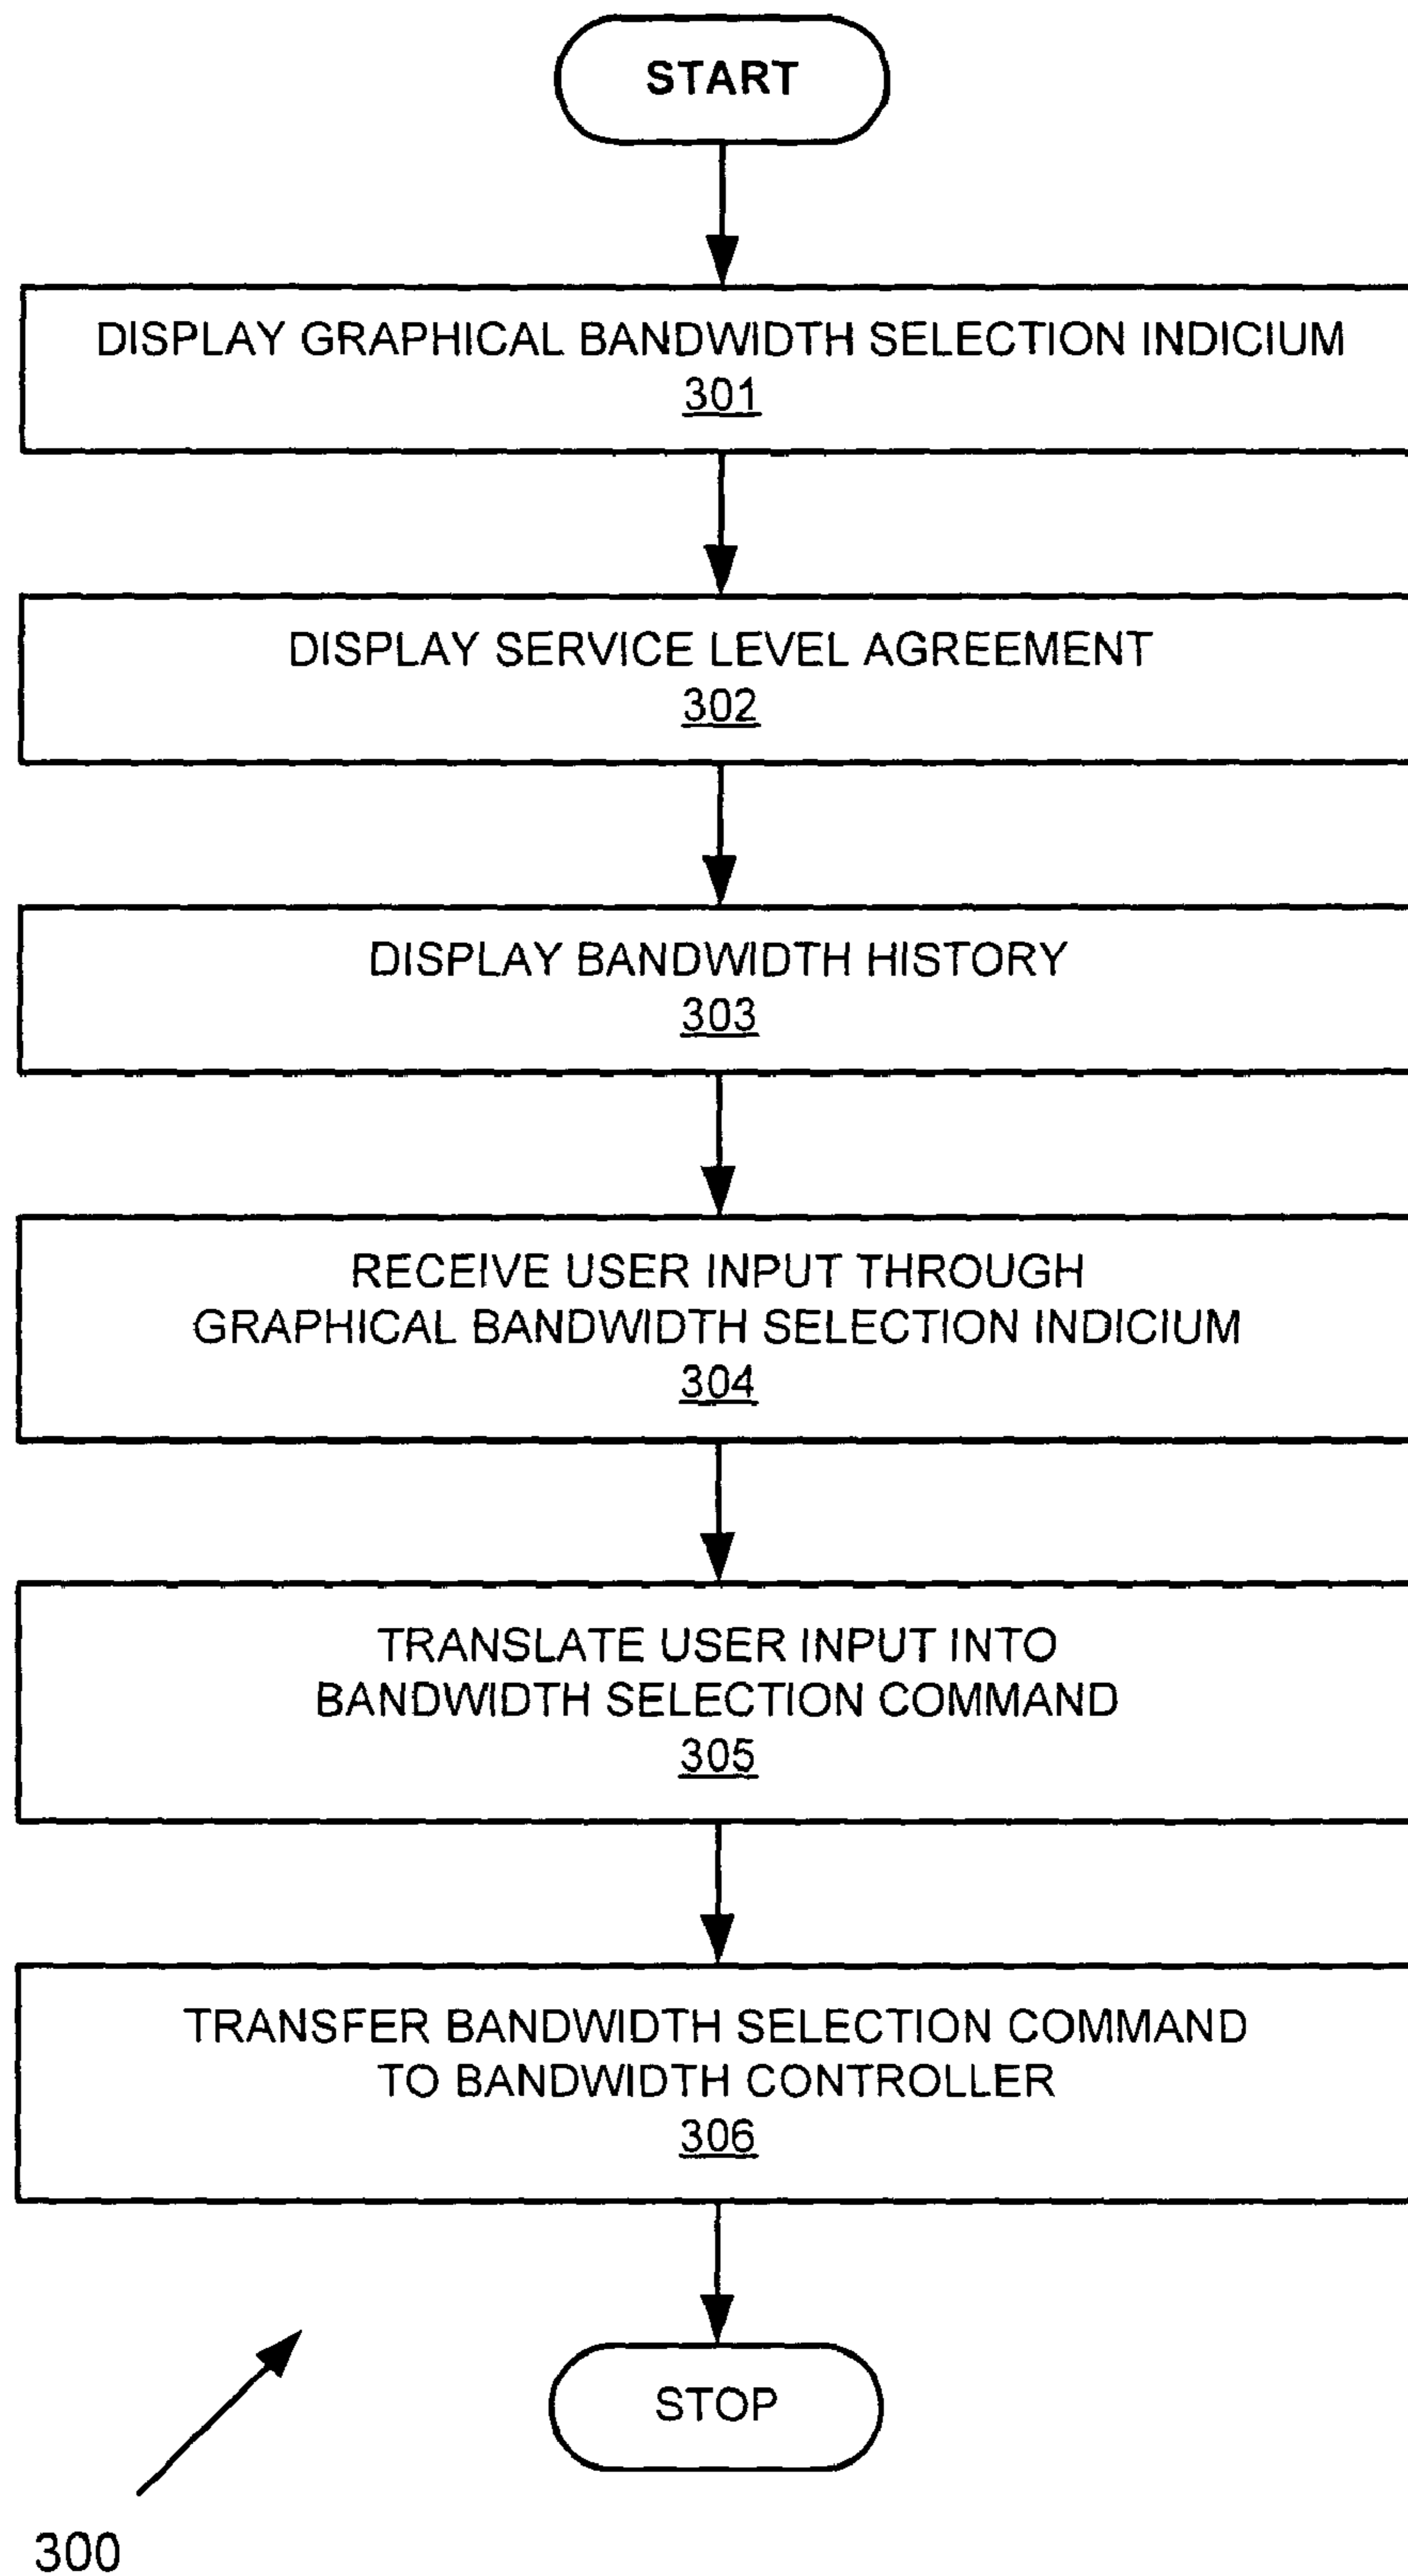 START
DISPLAY GRAPHICAL BANDWIDTH SELECTION INDICIUM
301
DISPLAY SERVICE LEVEL AGREEMENT
302
DISPLAY BANDWIDTH HISTORY
303
RECEIVE USER INPUT THROUGH
GRAPHICAL BANDWIDTH SELECTION INDICIUM
304
TRANSLATE USER INPUT INTO
BANDWIDTH SELECTION COMMAND
305
TRANSFER BANDWIDTH SELECTION COMMAND
TO BANDWIDTH CONTROLLER
306
STOP
300